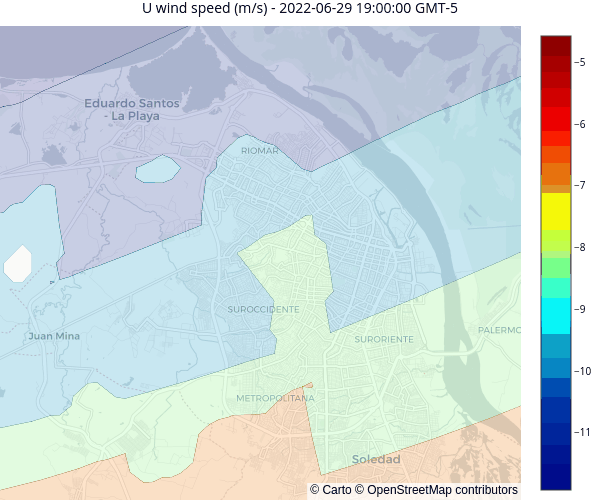 U wind speed (m/s) - 2022-06-29 19:00:00 GMT-5
Eduardo Santos
- La Playa
RIOMAR
SUROCCIDENTE
Juan Mina
SURORIENTE
PALERMO
METROPOLITANA
Soledad
© Carto © OpenStreetMap contributors
−5
−6
−7
−8
−9
−10
−11